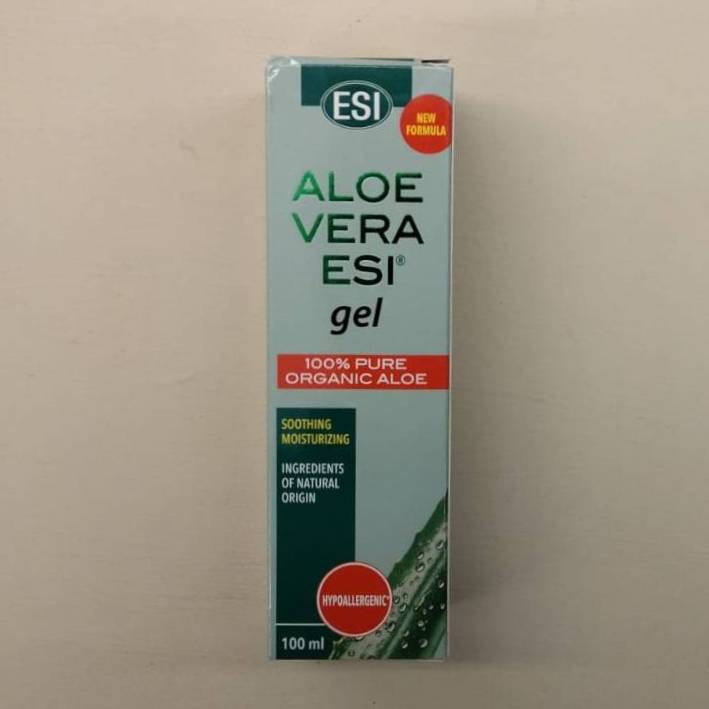 ESI
NEW
FORMULA
ALOE
VERA
ESI®
gel
100% PURE
ORGANIC ALOE
SOOTHING
MOISTURIZING
INGREDIENTS
OF NATURAL
ORIGIN
HYPOALLERGENIC*
100 ml